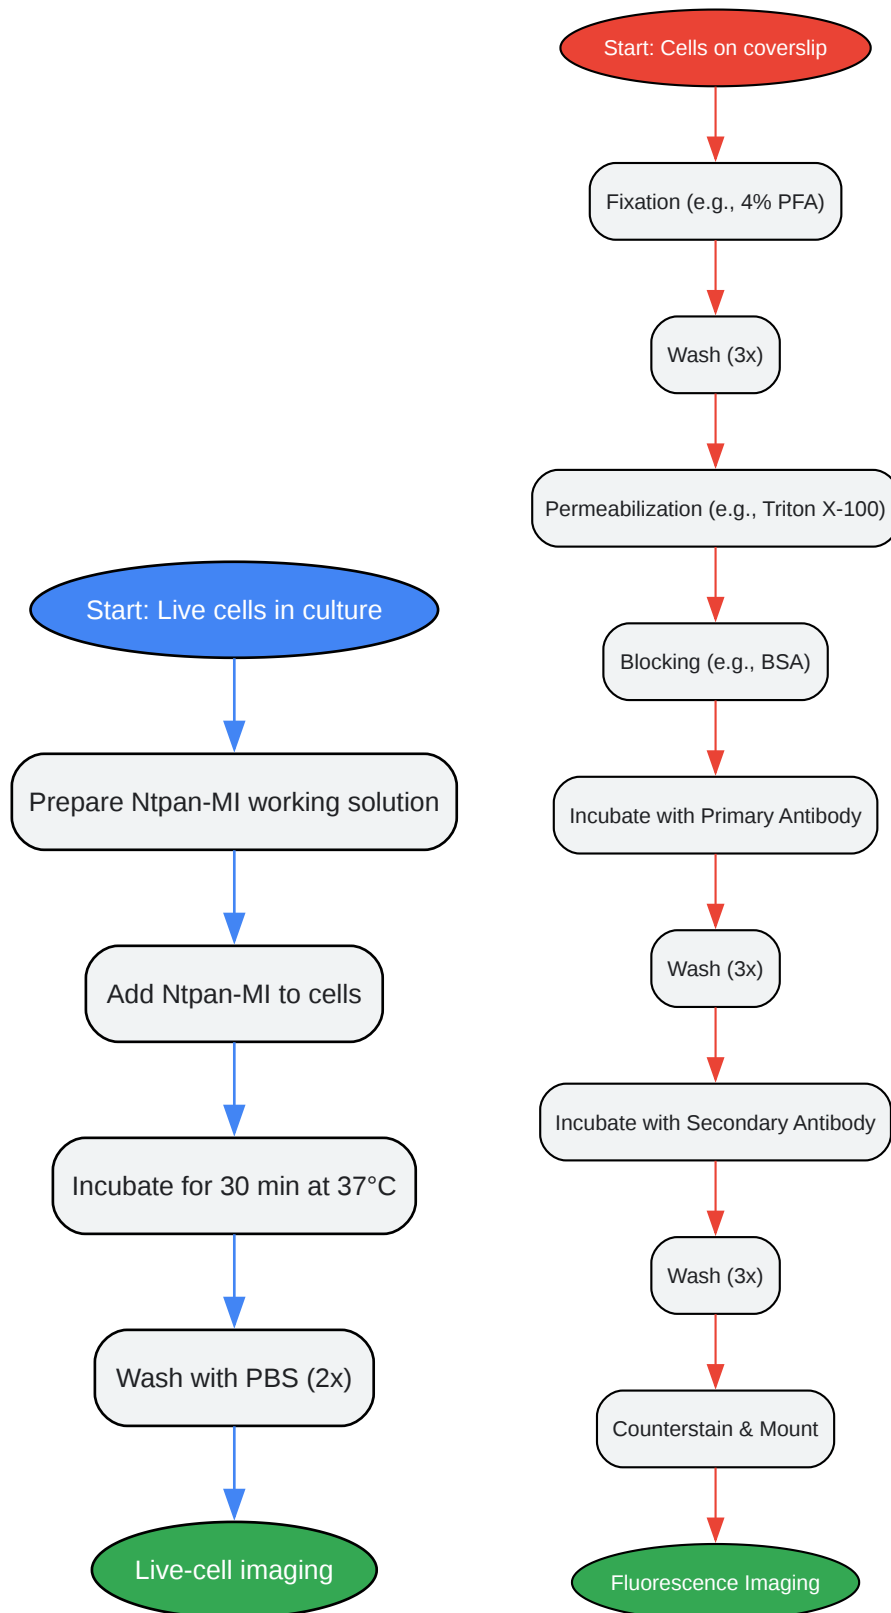 Start: Live cells in culture
Prepare Ntpan-MI working solution
Add Ntpan-MI to cells
Incubate for 30 min at 37°C
Wash with PBS (2x)
Live-cell imaging
Start: Cells on coverslip
Fixation (e.g., 4% PFA)
Wash (3x)
Permeabilization (e.g., Triton X-100)
Blocking (e.g., BSA)
Incubate with Primary Antibody
Wash (3x)
Incubate with Secondary Antibody
Wash (3x)
Counterstain & Mount
Fluorescence Imaging